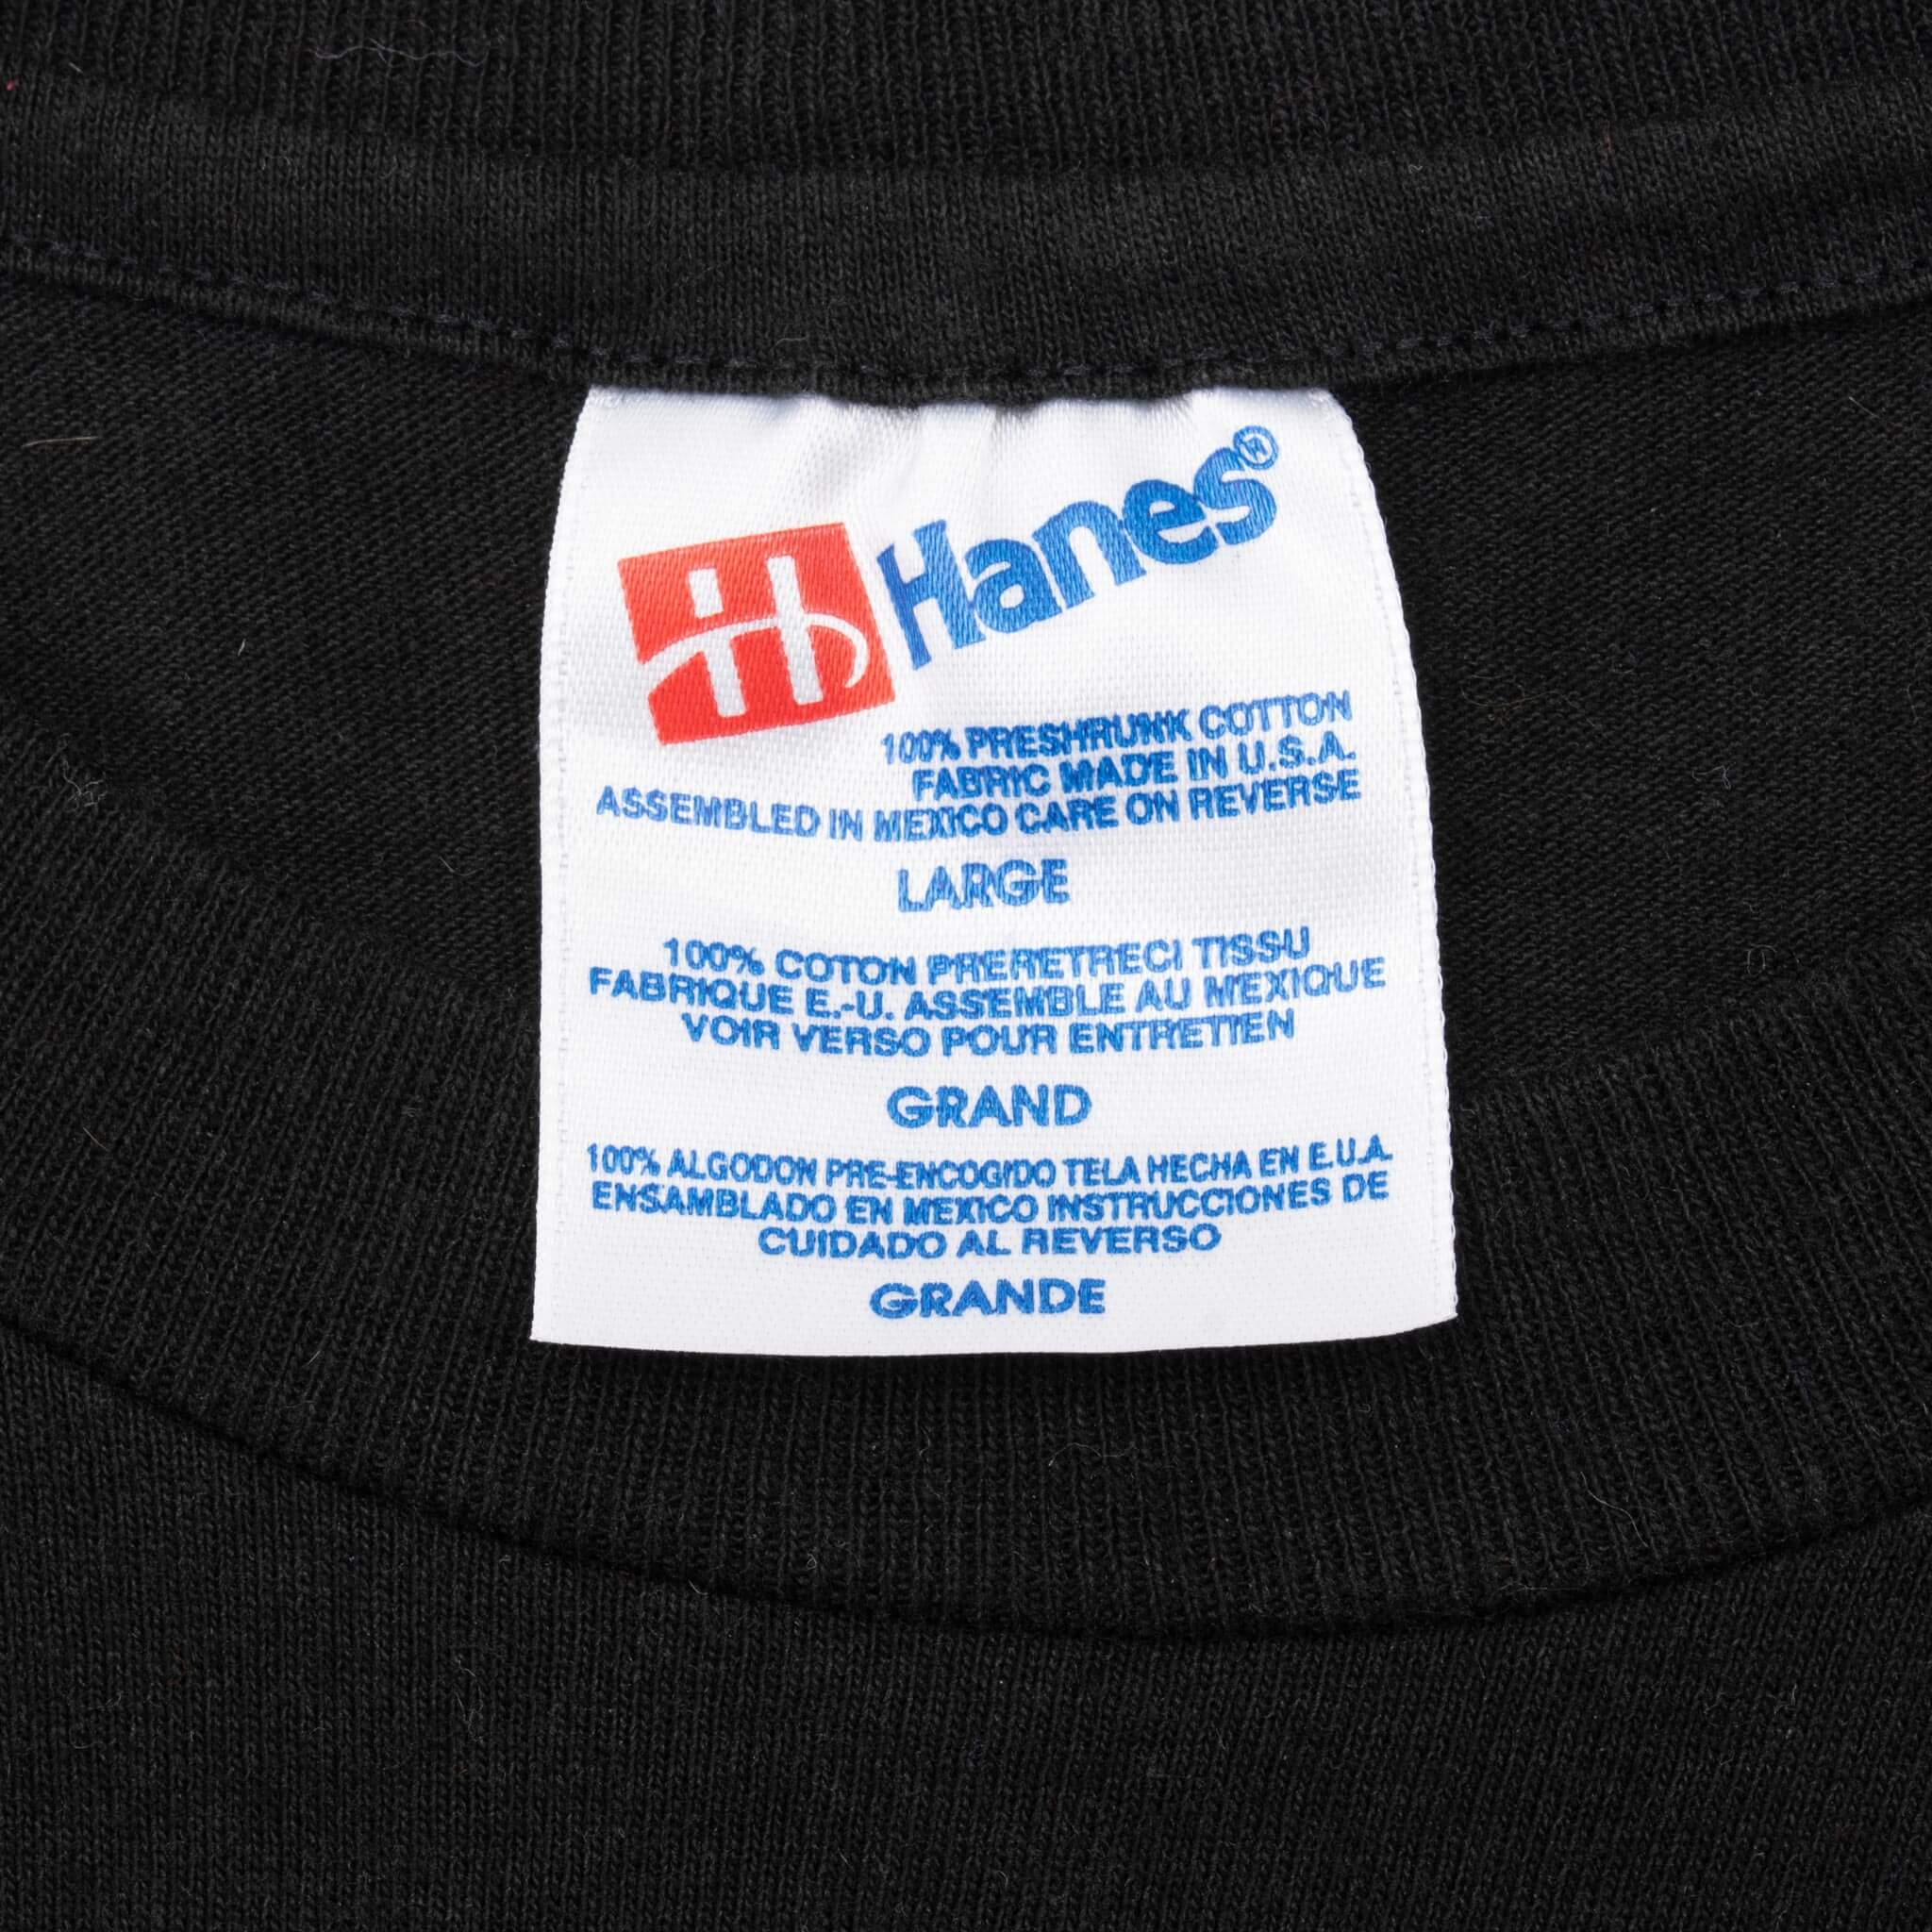 H Hanes®
100% PRESHRUNK COTTON
FABRIC MADE IN U.S.A.
ASSEMBLED IN MEXICO CARE ON REVERSE
LARGE
100% COTON PRERETRECI TISSU
FABRIQUE E.-U. ASSEMBLE AU MEXIQUE
VOIR VERSO POUR ENTRETIEN
GRAND
100% ALGODON PRE-ENCOGIDO TELA HECHA EN E.U.A.
ENSAMBLADO EN MEXICO INSTRUCCIONES DE
CUIDADO AL REVERSO
GRANDE